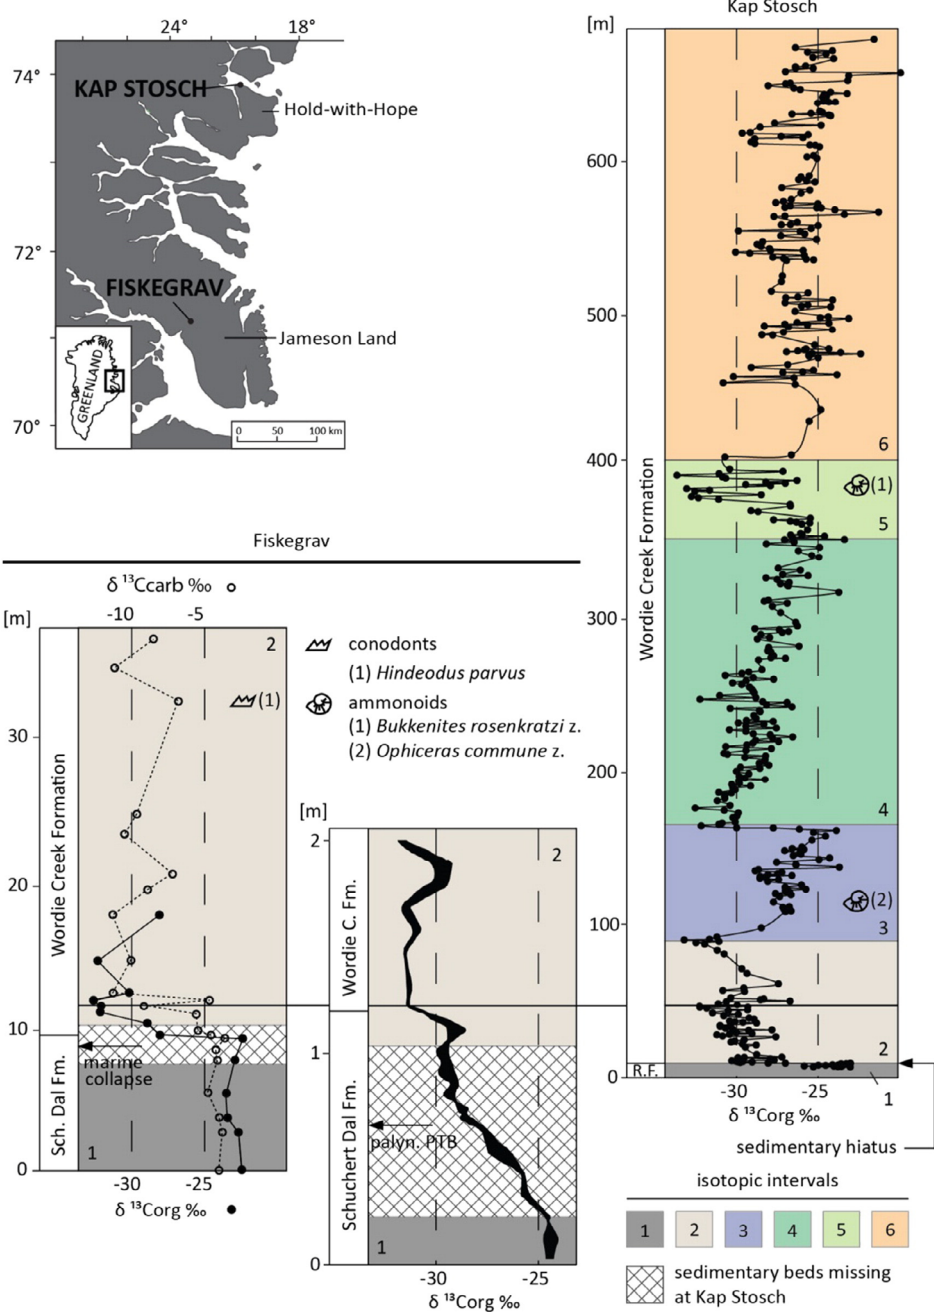 24° 18°
74°
KAP STOSCH
Hold-with-Hope
72°
FISKEGRAV
Jameson Land
GREENLAND
70°
0 50 100 km
Fiskegrav
δ ¹³Ccarb ‰
[m] -10 -5
2
(1)
30
20
10
0
Wordie Creek Formation
Sch. Dal Fm.
marine
collapse
1
-30 -25
δ ¹³Corg ‰
conodonts
(1) Hindeodus parvus
ammonoids
(1) Bukkenites rosenkratzi z.
(2) Ophiceras commune z.
[m]
2
1
0
Wordie C. Fm.
Schuchert Dal Fm.
2
palyn. PTB
1
-30 -25
δ ¹³Corg ‰
Kap Stosch
[m]
600
500
400
300
200
100
0
Wordie Creek Formation
R.F.
6
(1)
5
4
(2)
3
2
-30 -25 1
δ ¹³Corg ‰
sedimentary hiatus
isotopic intervals
1 2 3 4 5 6
sedimentary beds missing
at Kap Stosch